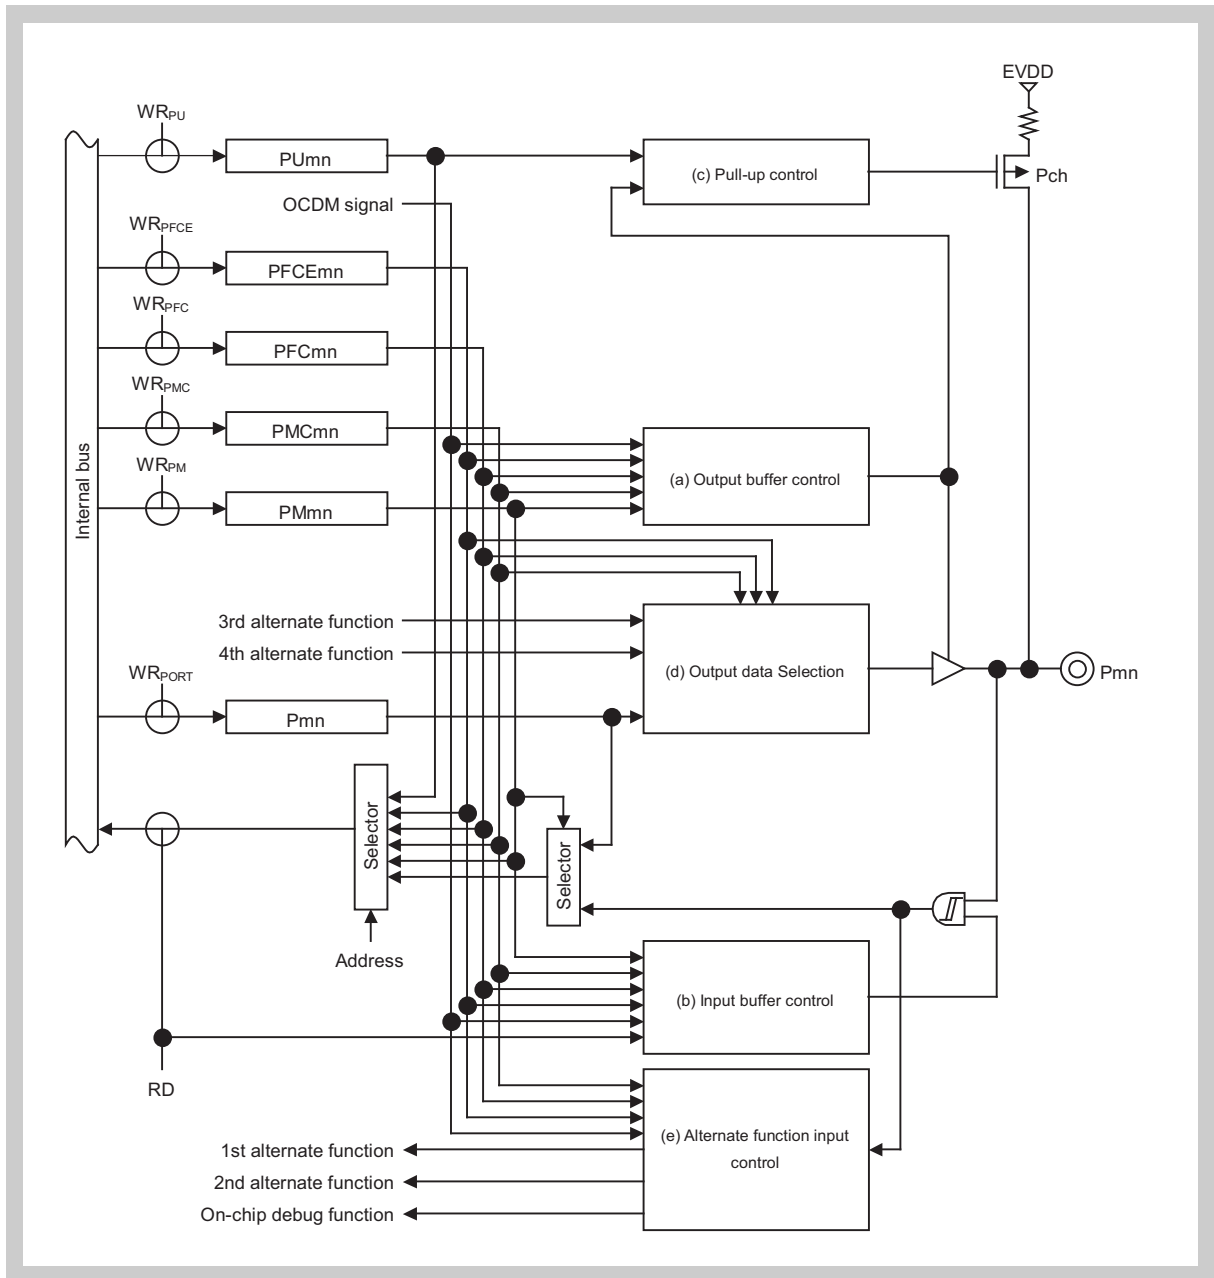 EVDD
WRPU
PUmn
(c) Pull-up control
Pch
OCDM signal
WRPFCE
PFCEmn
WRPFC
PFCmn
WRPMC
PMCmn
Internal bus
WRPM
(a) Output buffer control
PMmn
3rd alternate function
4th alternate function
(d) Output data Selection
Pmn
WRPORT
Pmn
Selector
Selector
Address
(b) Input buffer control
RD
(e) Alternate function input
control
1st alternate function
2nd alternate function
On-chip debug function